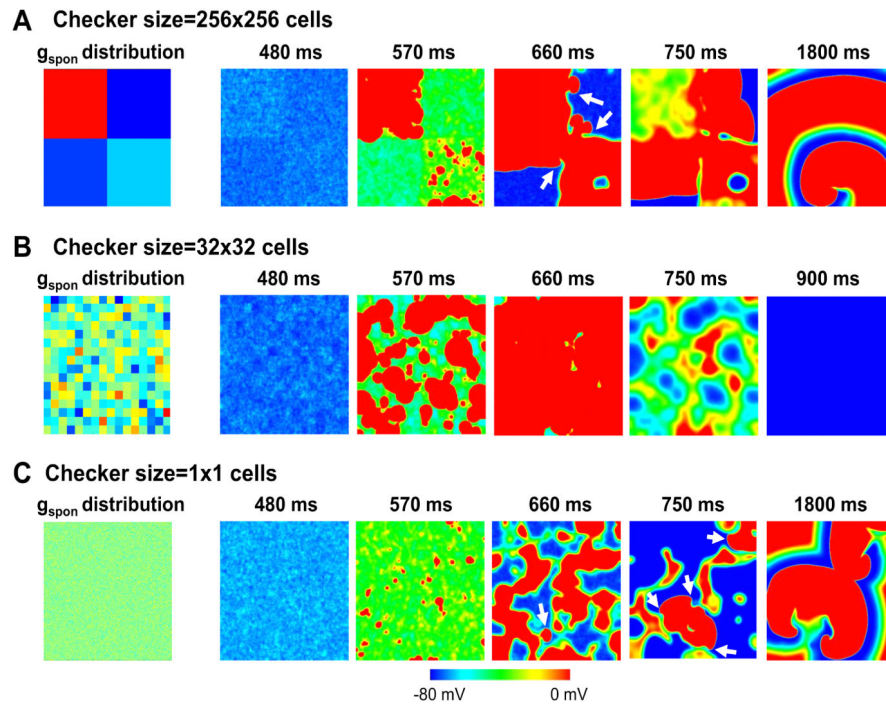 A Checker size=256x256 cells
gspon distribution 480 ms 570 ms 660 ms 750 ms 1800 ms
B Checker size=32x32 cells
gspon distribution 480 ms 570 ms 660 ms 750 ms 900 ms
C Checker size=1x1 cells
gspon distribution 480 ms 570 ms 660 ms 750 ms 1800 ms
-80 mV 0 mV